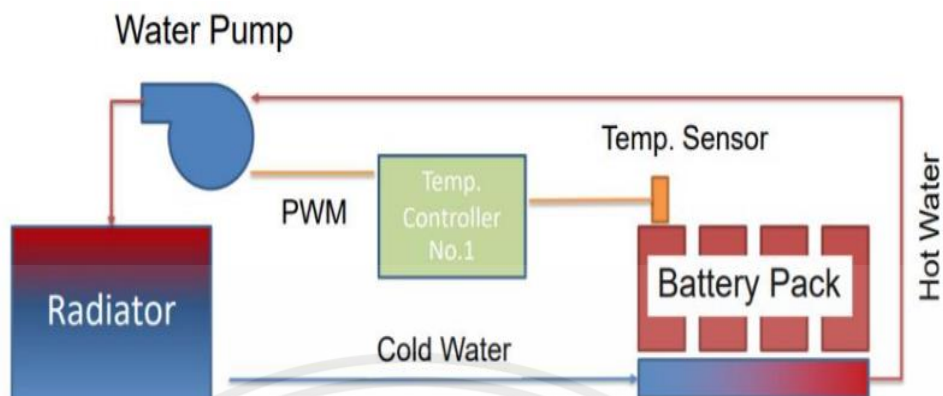 Water Pump
Temp. Sensor
Temp.
Controller
No.1
PWM
Hot Water
Battery Pack
Radiator
Cold Water